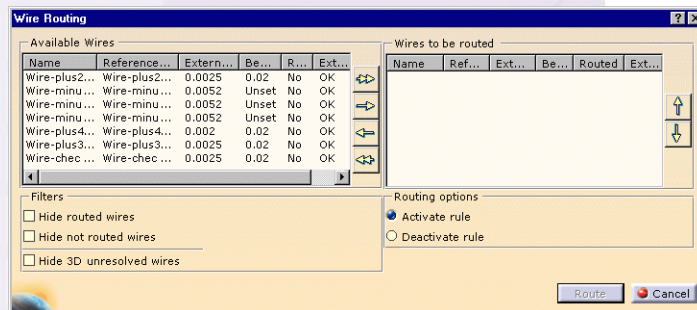 Wire Routing
Available Wires
Name Reference... Extern... Be... R... Ext...
Wire-plus2... Wire-plus2... 0.0025 0.02 No OK
Wire-minu ... Wire-minu ... 0.0052 Unset No OK
Wire-minu ... Wire-minu ... 0.0052 Unset No OK
Wire-minu ... Wire-minu ... 0.0052 Unset No OK
Wire-plus4... Wire-plus4... 0.002 0.02 No OK
Wire-plus3... Wire-plus3... 0.0025 0.02 No OK
Wire-chec ... Wire-chec ... 0.0025 0.02 No OK
Wires to be routed
Name Ref... Ext... Be... Routed Ext...
Filters
Hide routed wires
Hide not routed wires
Hide 3D unresolved wires
Routing options
Activate rule
Deactivate rule
Route Cancel